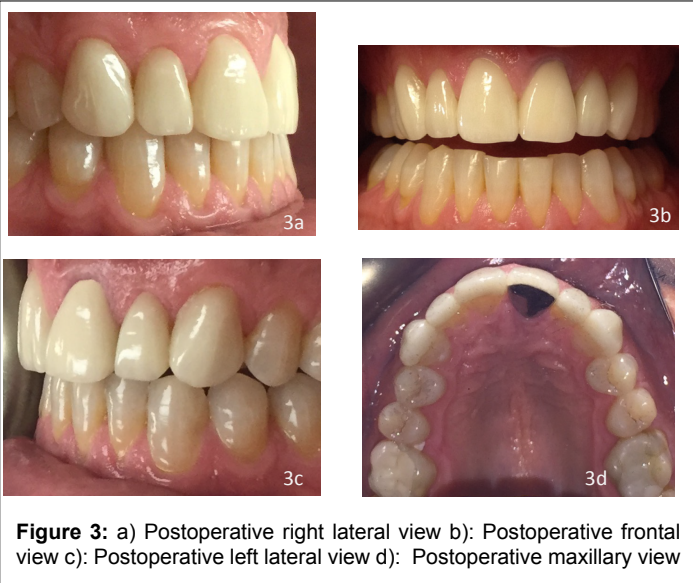 3a
3b
3c
3d
Figure 3: a) Postoperative right lateral view b): Postoperative frontal
view c): Postoperative left lateral view d): Postoperative maxillary view